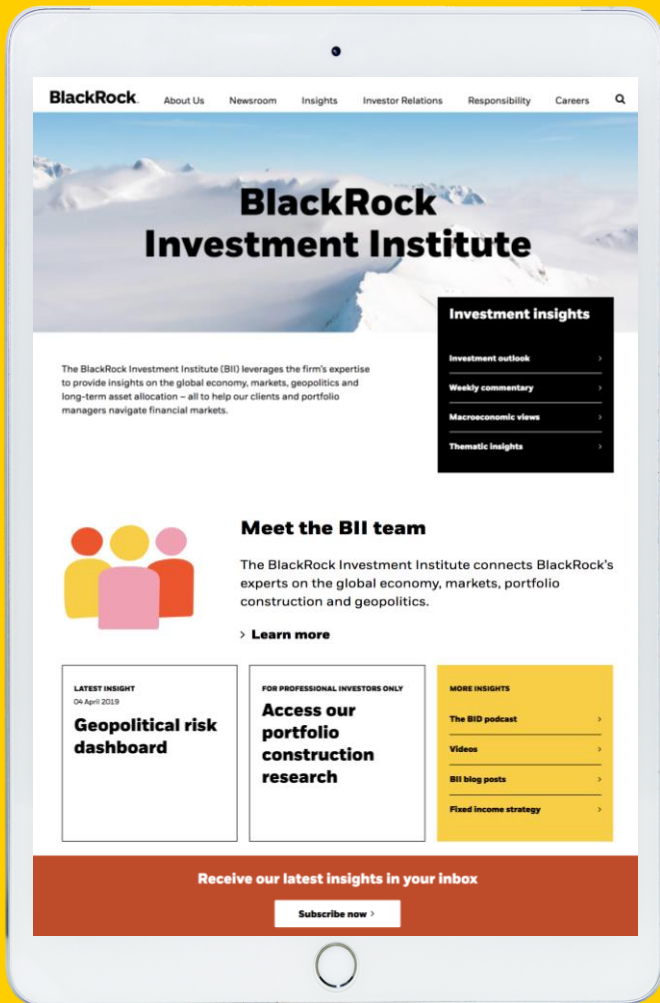 BlackRock.
About Us
Newsroom
Insights
Investor Relations
Responsibility
Careers
BlackRock
Investment Institute
The BlackRock Investment Institute (BII) leverages the firm's expertise
to provide insights on the global economy, markets, geopolitics and
long-term asset allocation – all to help our clients and portfolio
managers navigate financial markets.
Investment insights
Investment outlook
Weekly commentary
Macroeconomic views
Thematic insights
Meet the BII team
The BlackRock Investment Institute connects BlackRock's
experts on the global economy, markets, portfolio
construction and geopolitics.
Learn more
LATEST INSIGHT
04 April 2019
Geopolitical risk
dashboard
FOR PROFESSIONAL INVESTORS ONLY
Access our
portfolio
construction
research
MORE INSIGHTS
The BID podcast
Videos
BII blog posts
Fixed income strategy
Receive our latest insights in your inbox
Subscribe now